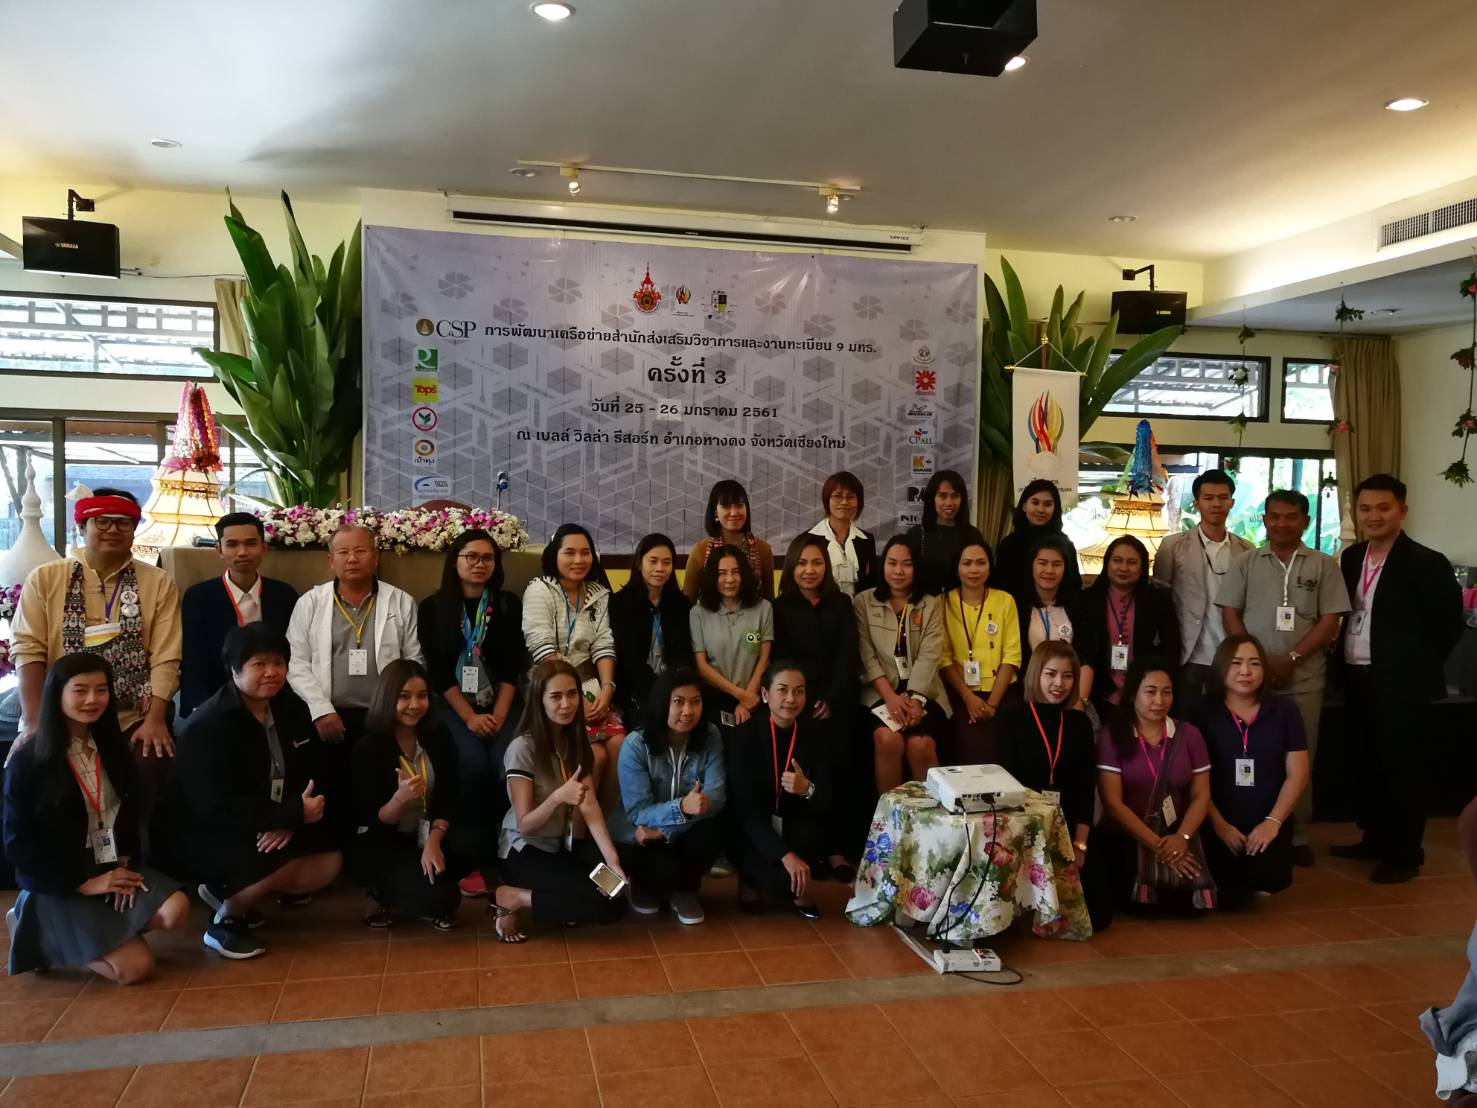 CSP การพัฒนาเครือข่ายสำนักส่งเสริมวิชาการและงานทะเบียน 9 มทร.
ครั้งที่ 3
วันที่ 25 - 26 มกราคม 2561
ณ เบลล์ วิลล่า รีสอร์ท อำเภอหางดง จังหวัดเชียงใหม่
Tops
CP ALL
YAMAHA
VERTEX